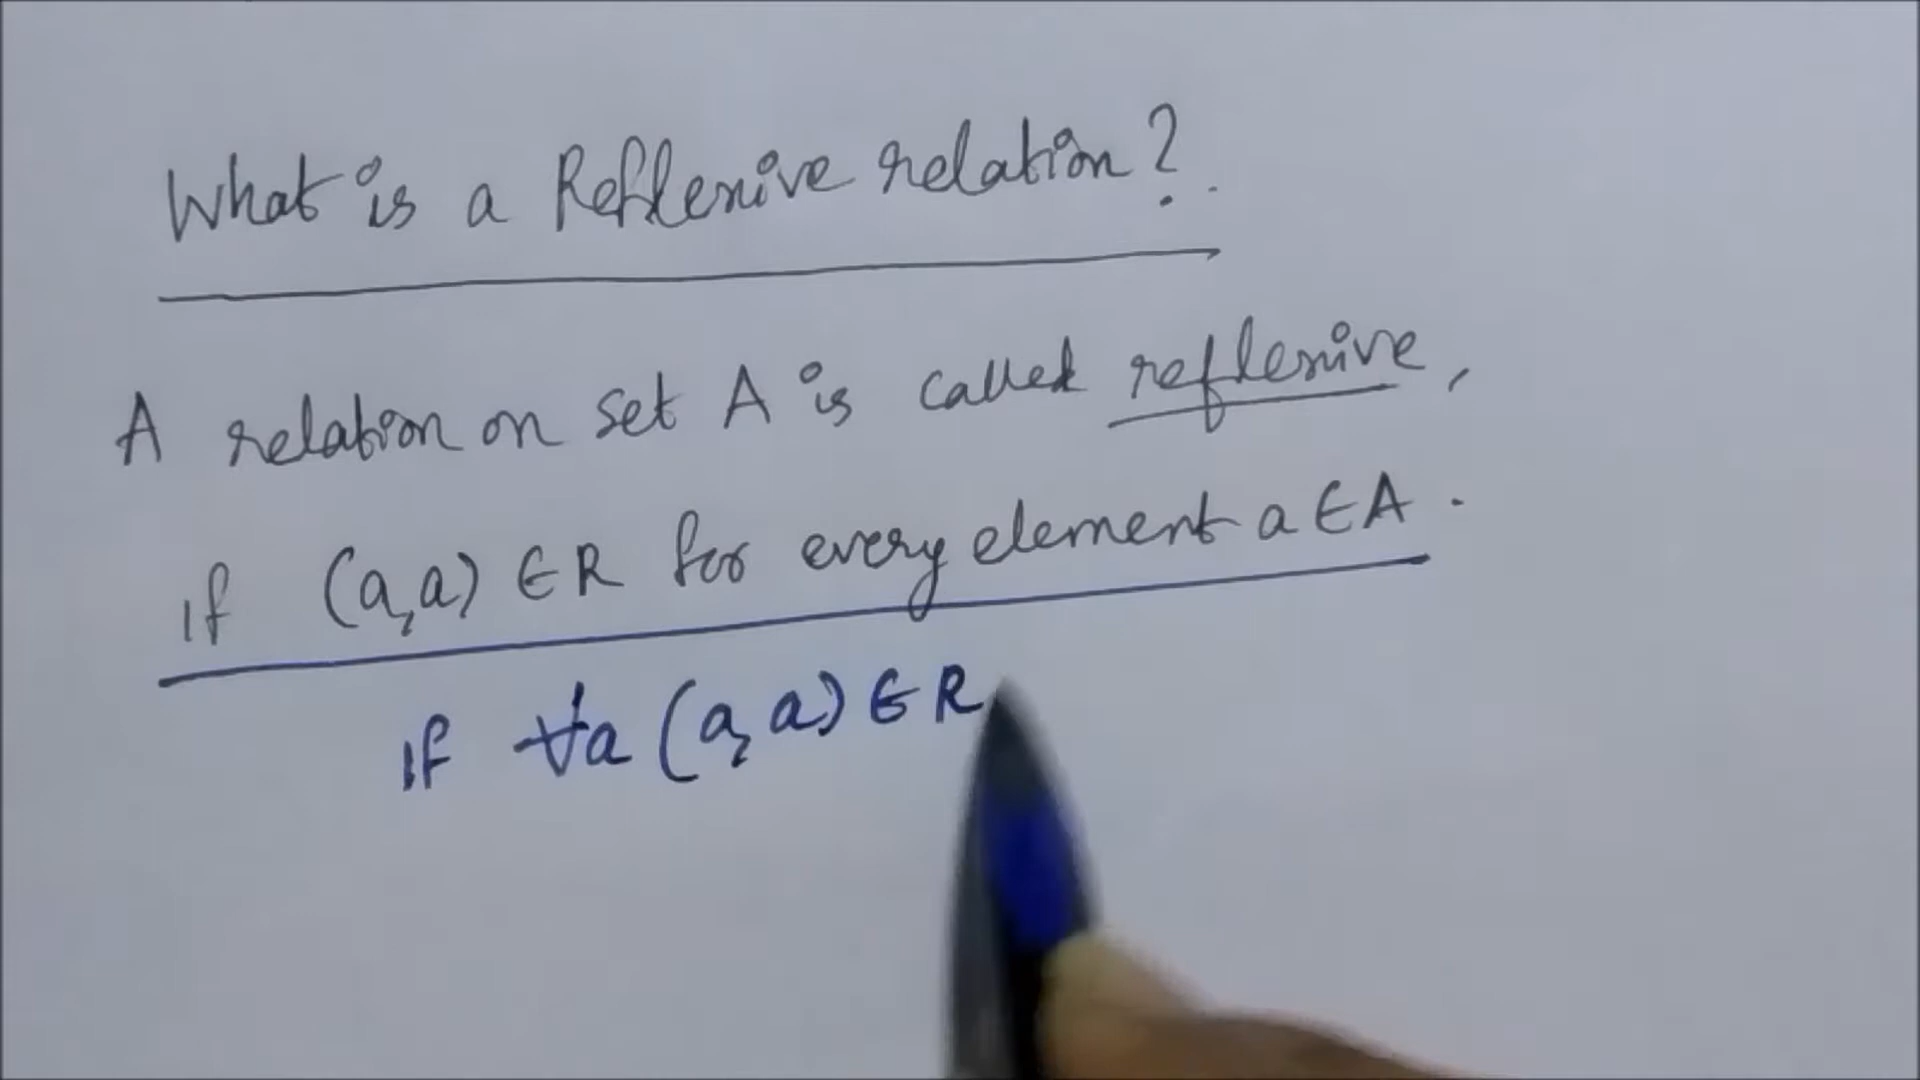 What is a Reflexive relation?
A relation on set A is called reflexive,
if (a,a) ∈ R for every element a ∈ A.
if ∀a (a,a) ∈ R